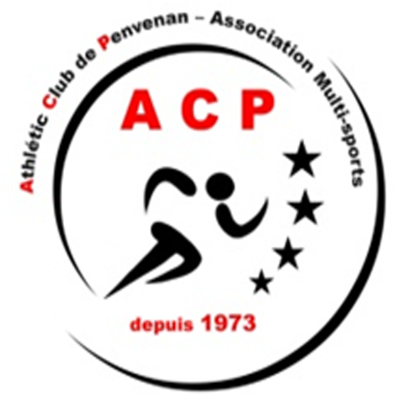 Athlétic Club de Penvenan – Association Multi-sports
ACP
depuis 1973